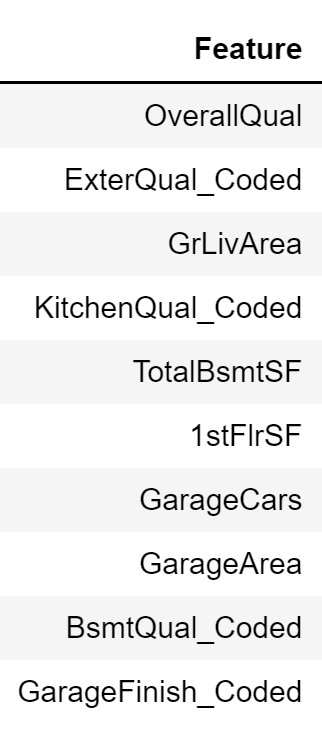 Feature
OverallQual
ExterQual_Coded
GrLivArea
KitchenQual_Coded
TotalBsmtSF
1stFlrSF
GarageCars
GarageArea
BsmtQual_Coded
GarageFinish_Coded